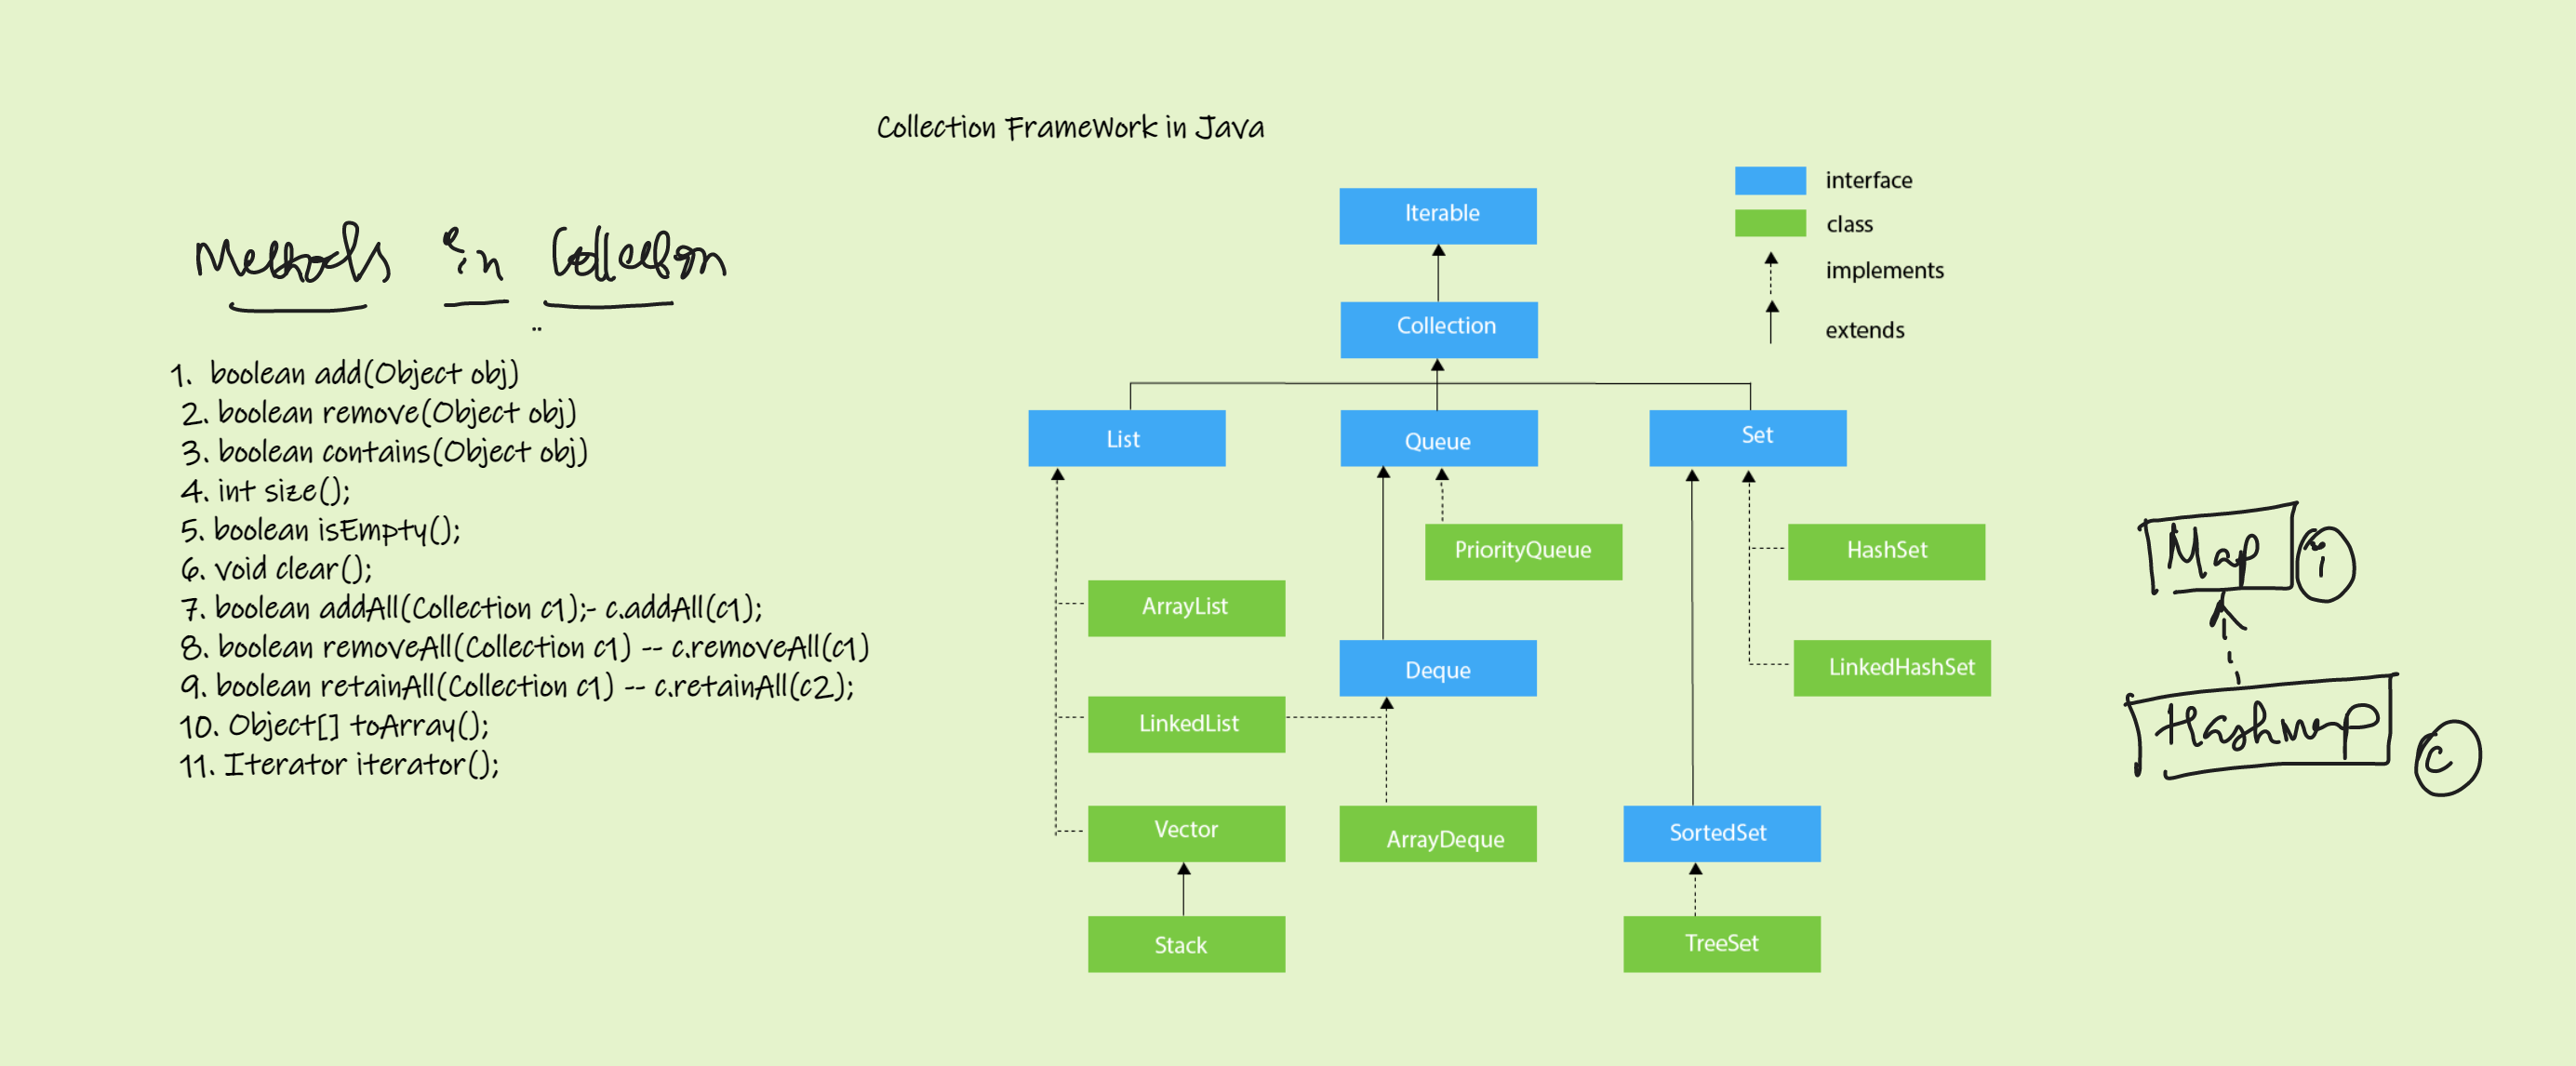 Collection FrameWork in Java
Methods in Collection
1. boolean add(Object obj)
2. boolean remove(Object obj)
3. boolean contains(Object obj)
4. int size();
5. boolean isEmpty();
6. void clear();
7. boolean addAll(Collection c1);- c.addAll(c1);
8. boolean removeAll(Collection c1) -- c.removeAll(c1)
9. boolean retainAll(Collection c1) -- c.retainAll(c2);
10. Object[] toArray();
11. Iterator iterator();
interface
class
implements
extends
Iterable
Collection
List
Queue
Set
PriorityQueue
HashSet
ArrayList
Deque
LinkedHashSet
LinkedList
Vector
ArrayDeque
SortedSet
Stack
TreeSet
Map
i
Hashmap
c